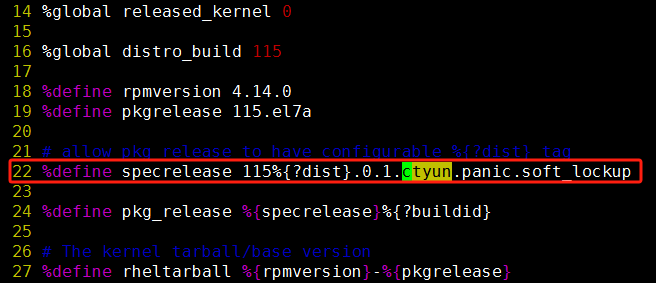 14 %global released_kernel 0
15
16 %global distro_build 115
17
18 %define rpmversion 4.14.0
19 %define pkgrelease 115.el7a
20
21 # allow pkg_release to have configurable %{?dist} tag
22 %define specrelease 115%{?dist}.0.1.ctyun.panic.soft_lockup
23
24 %define pkg_release %{specrelease}%{?buildid}
25
26 # The kernel tarball/base version
27 %define rheltarball %{rpmversion}-%{pkgrelease}